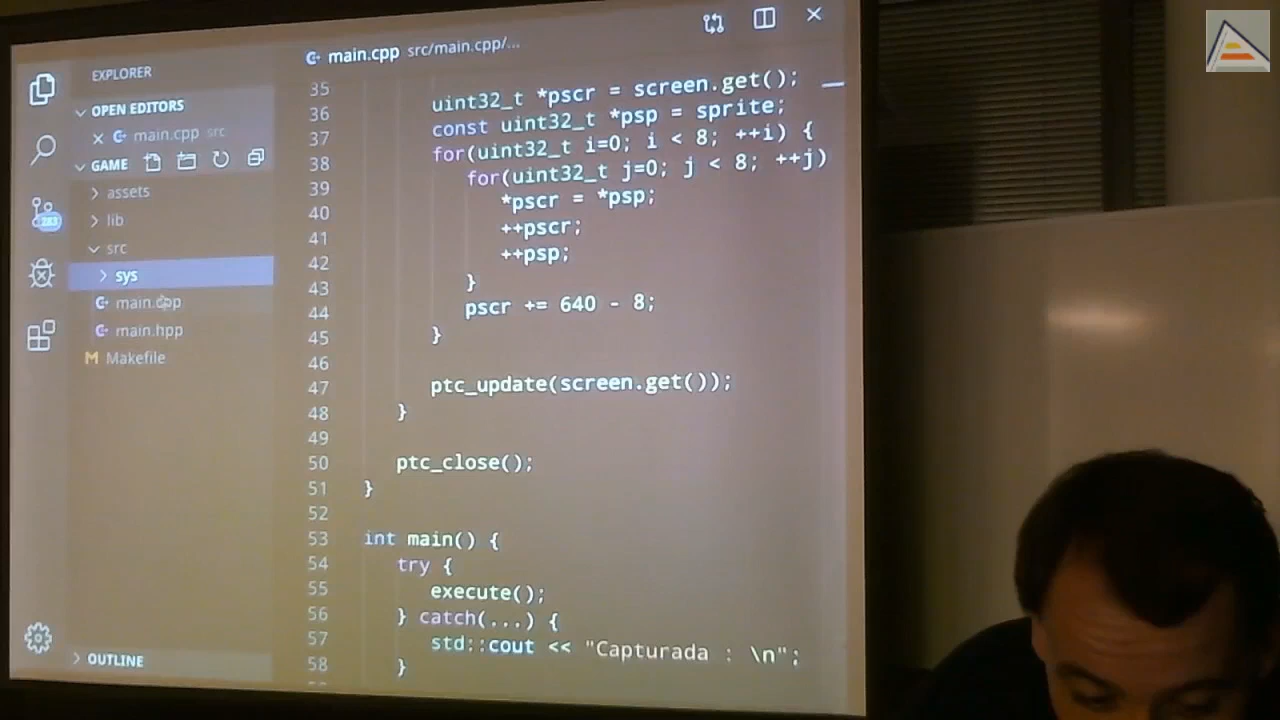 EXPLORER
OPEN EDITORS
main.cpp src
GAME
assets
lib
src
283
sys
main.cpp
main.hpp
Makefile
OUTLINE
main.cpp src/main.cpp/...
35 uint32_t *pscr = screen.get();
36 const uint32_t *psp = sprite;
37 for(uint32_t i=0; i < 8; ++i) {
38 for(uint32_t j=0; j < 8; ++j)
39 *pscr = *psp;
40 ++pscr;
41 ++psp;
42 }
43 pscr += 640 - 8;
44 }
45
46
47 ptc_update(screen.get());
48 }
49
50 ptc_close();
51 }
52
53 int main() {
54 try {
55 execute();
56 } catch(...) {
57 std::cout << "Capturada : \n";
58 }